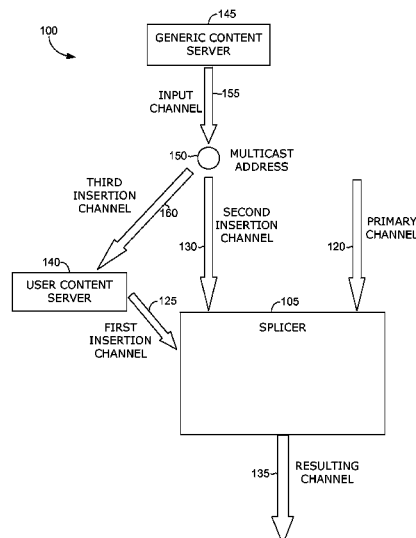 100
145
GENERIC CONTENT
SERVER
INPUT
CHANNEL
155
150
MULTICAST
ADDRESS
THIRD
INSERTION
CHANNEL
160
SECOND
INSERTION
CHANNEL
130
PRIMARY
CHANNEL
120
140
USER CONTENT
SERVER
125
FIRST
INSERTION
CHANNEL
105
SPLICER
135
RESULTING
CHANNEL